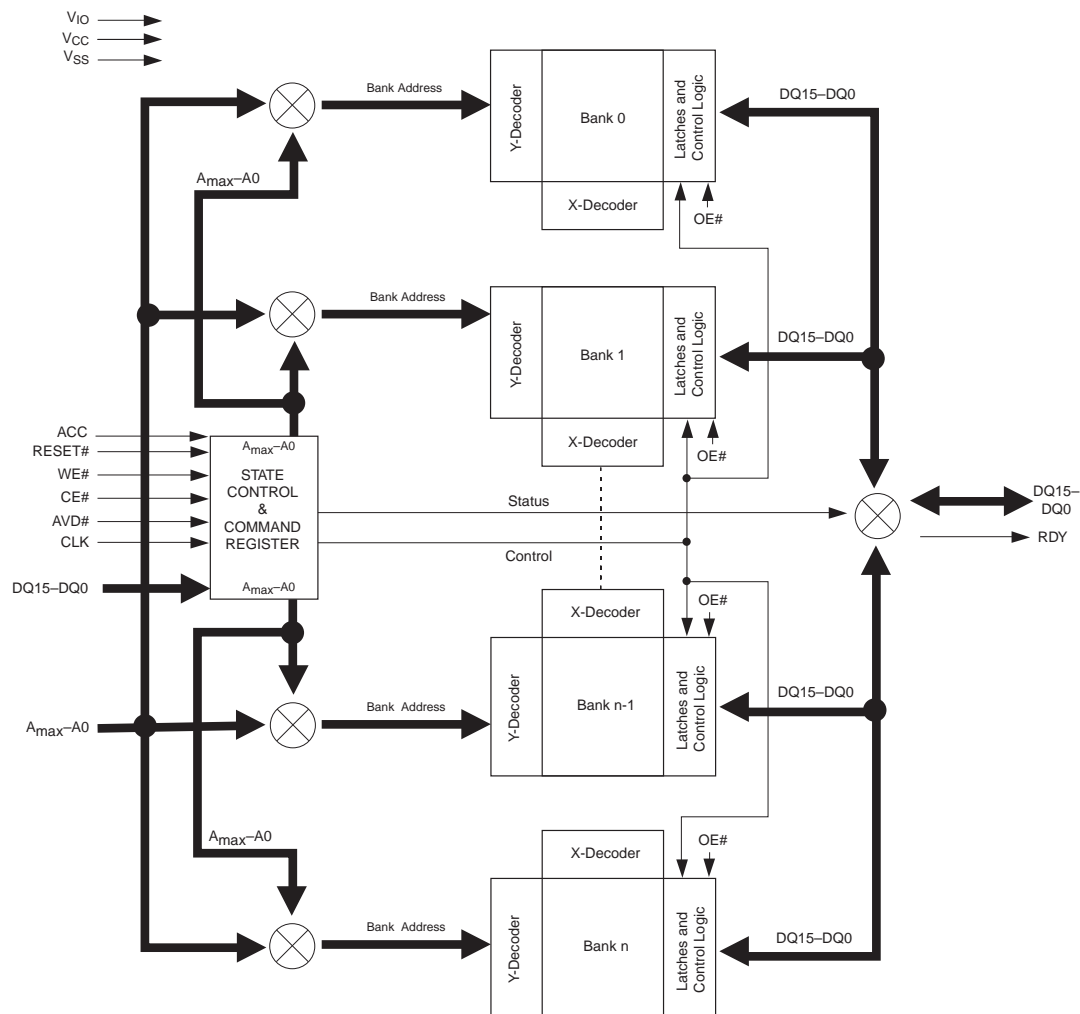 VIO
VCC
VSS
Bank Address
Y-Decoder
Bank 0
Latches and
Control Logic
DQ15–DQ0
Amax–A0
X-Decoder
OE#
Bank Address
Y-Decoder
Bank 1
Latches and
Control Logic
DQ15–DQ0
X-Decoder
OE#
ACC
RESET#
WE#
CE#
AVD#
CLK
DQ15–DQ0
Amax–A0
STATE
CONTROL
&
COMMAND
REGISTER
Amax–A0
Status
Control
DQ15–
DQ0
RDY
X-Decoder
OE#
Amax–A0
Bank Address
Y-Decoder
Bank n-1
Latches and
Control Logic
DQ15–DQ0
Amax–A0
X-Decoder
OE#
Bank Address
Y-Decoder
Bank n
Latches and
Control Logic
DQ15–DQ0